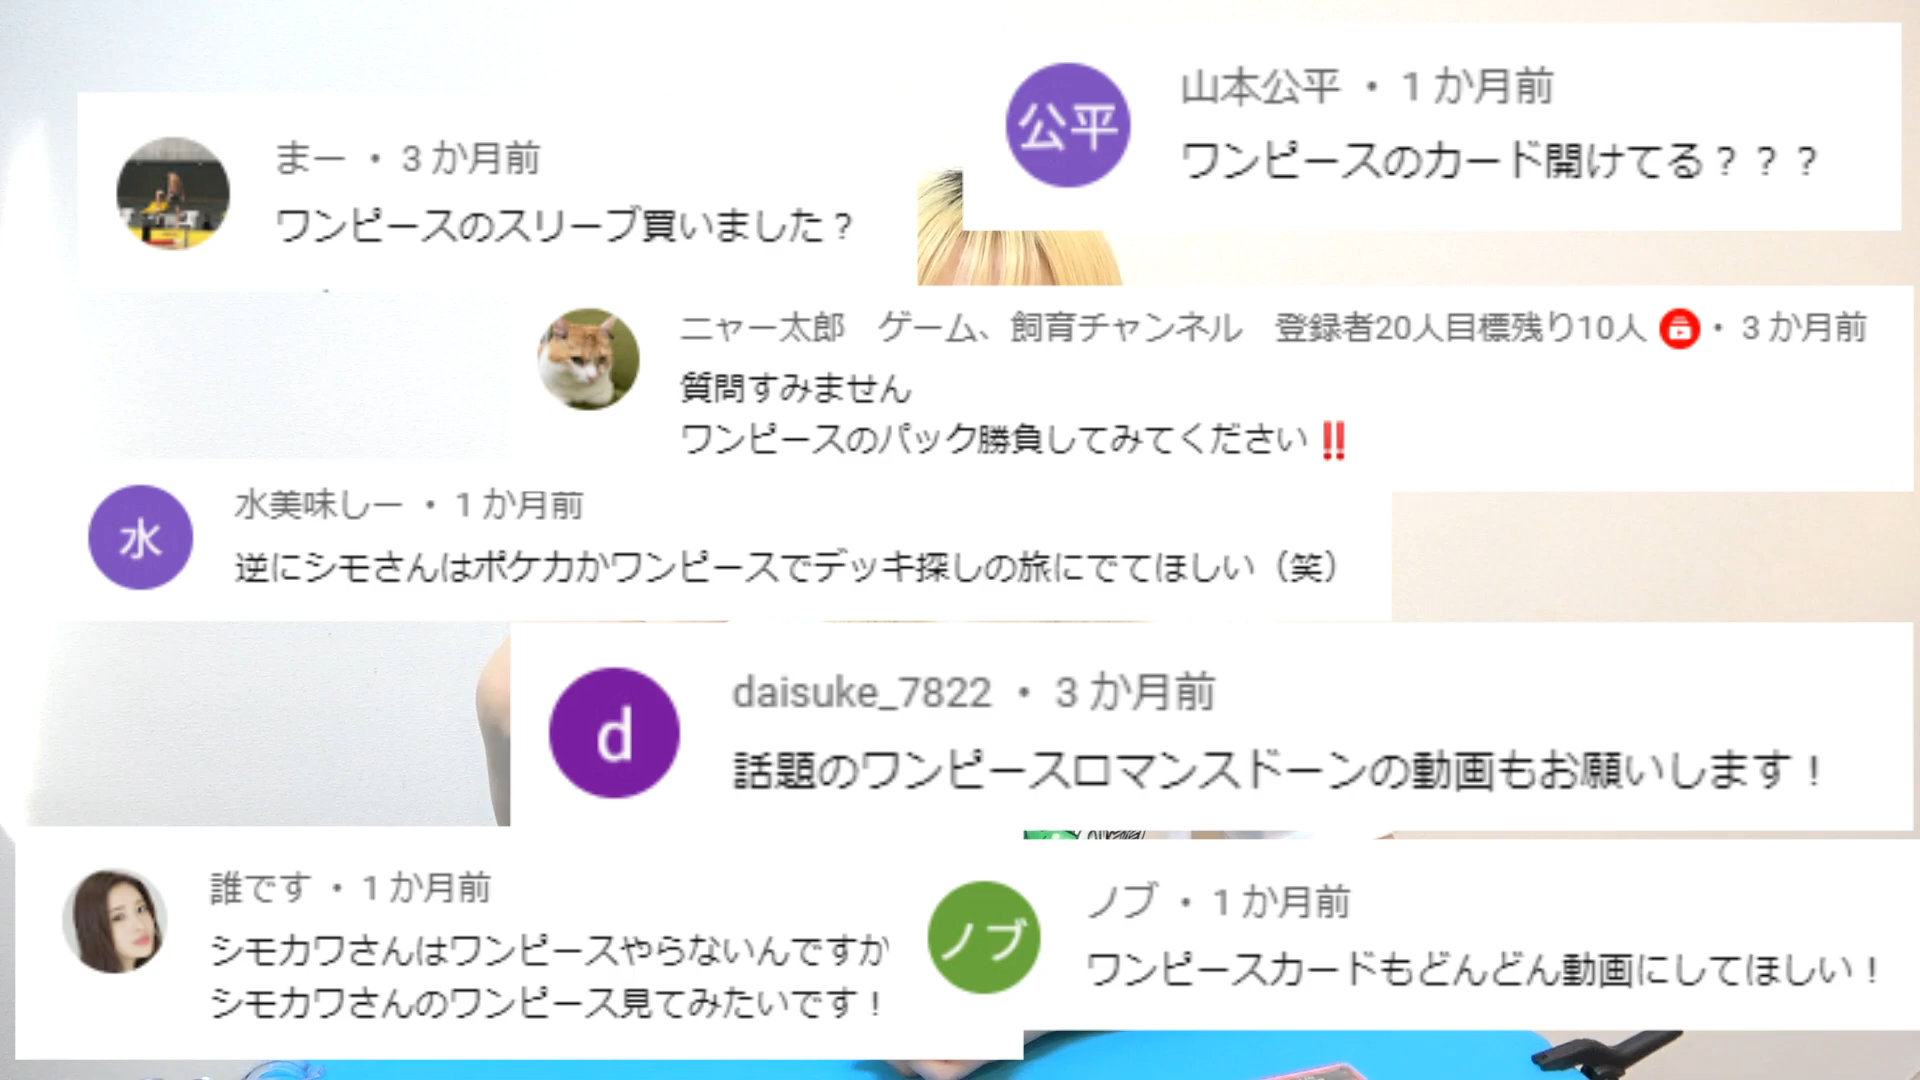 山本公平 ・ 1 か月前
公平
ワンピースのカード開けてる？？？
まー ・ 3 か月前
ワンピースのスリーブ買いました？
ニャー太郎　ゲーム、飼育チャンネル　登録者20人目標残り10人 ・ 3 か月前
質問すみません
ワンピースのパック勝負してみてください‼
水美味しー ・ 1 か月前
水
逆にシモさんはポケカかワンピースでデッキ探しの旅にでてほしい（笑）
daisuke_7822 ・ 3 か月前
d
話題のワンピースロマンスドーンの動画もお願いします！
誰です ・ 1 か月前
シモカワさんはワンピースやらないんですか
シモカワさんのワンピース見てみたいです！
ノブ ・ 1 か月前
ノブ
ワンピースカードもどんどん動画にしてほしい！